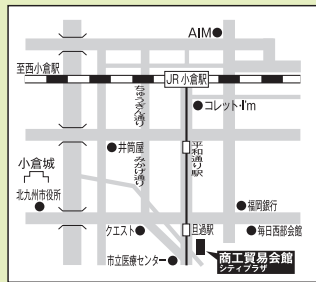 AIM
至西小倉駅
JR 小倉駅
ちゅうぎん通り
コレット・I'm
平和通り駅
井筒屋
みかげ通り
小倉城
北九州市役所
福岡銀行
クエスト
旦過駅
毎日西部会館
商工貿易会館
シティプラザ
市立医療センター